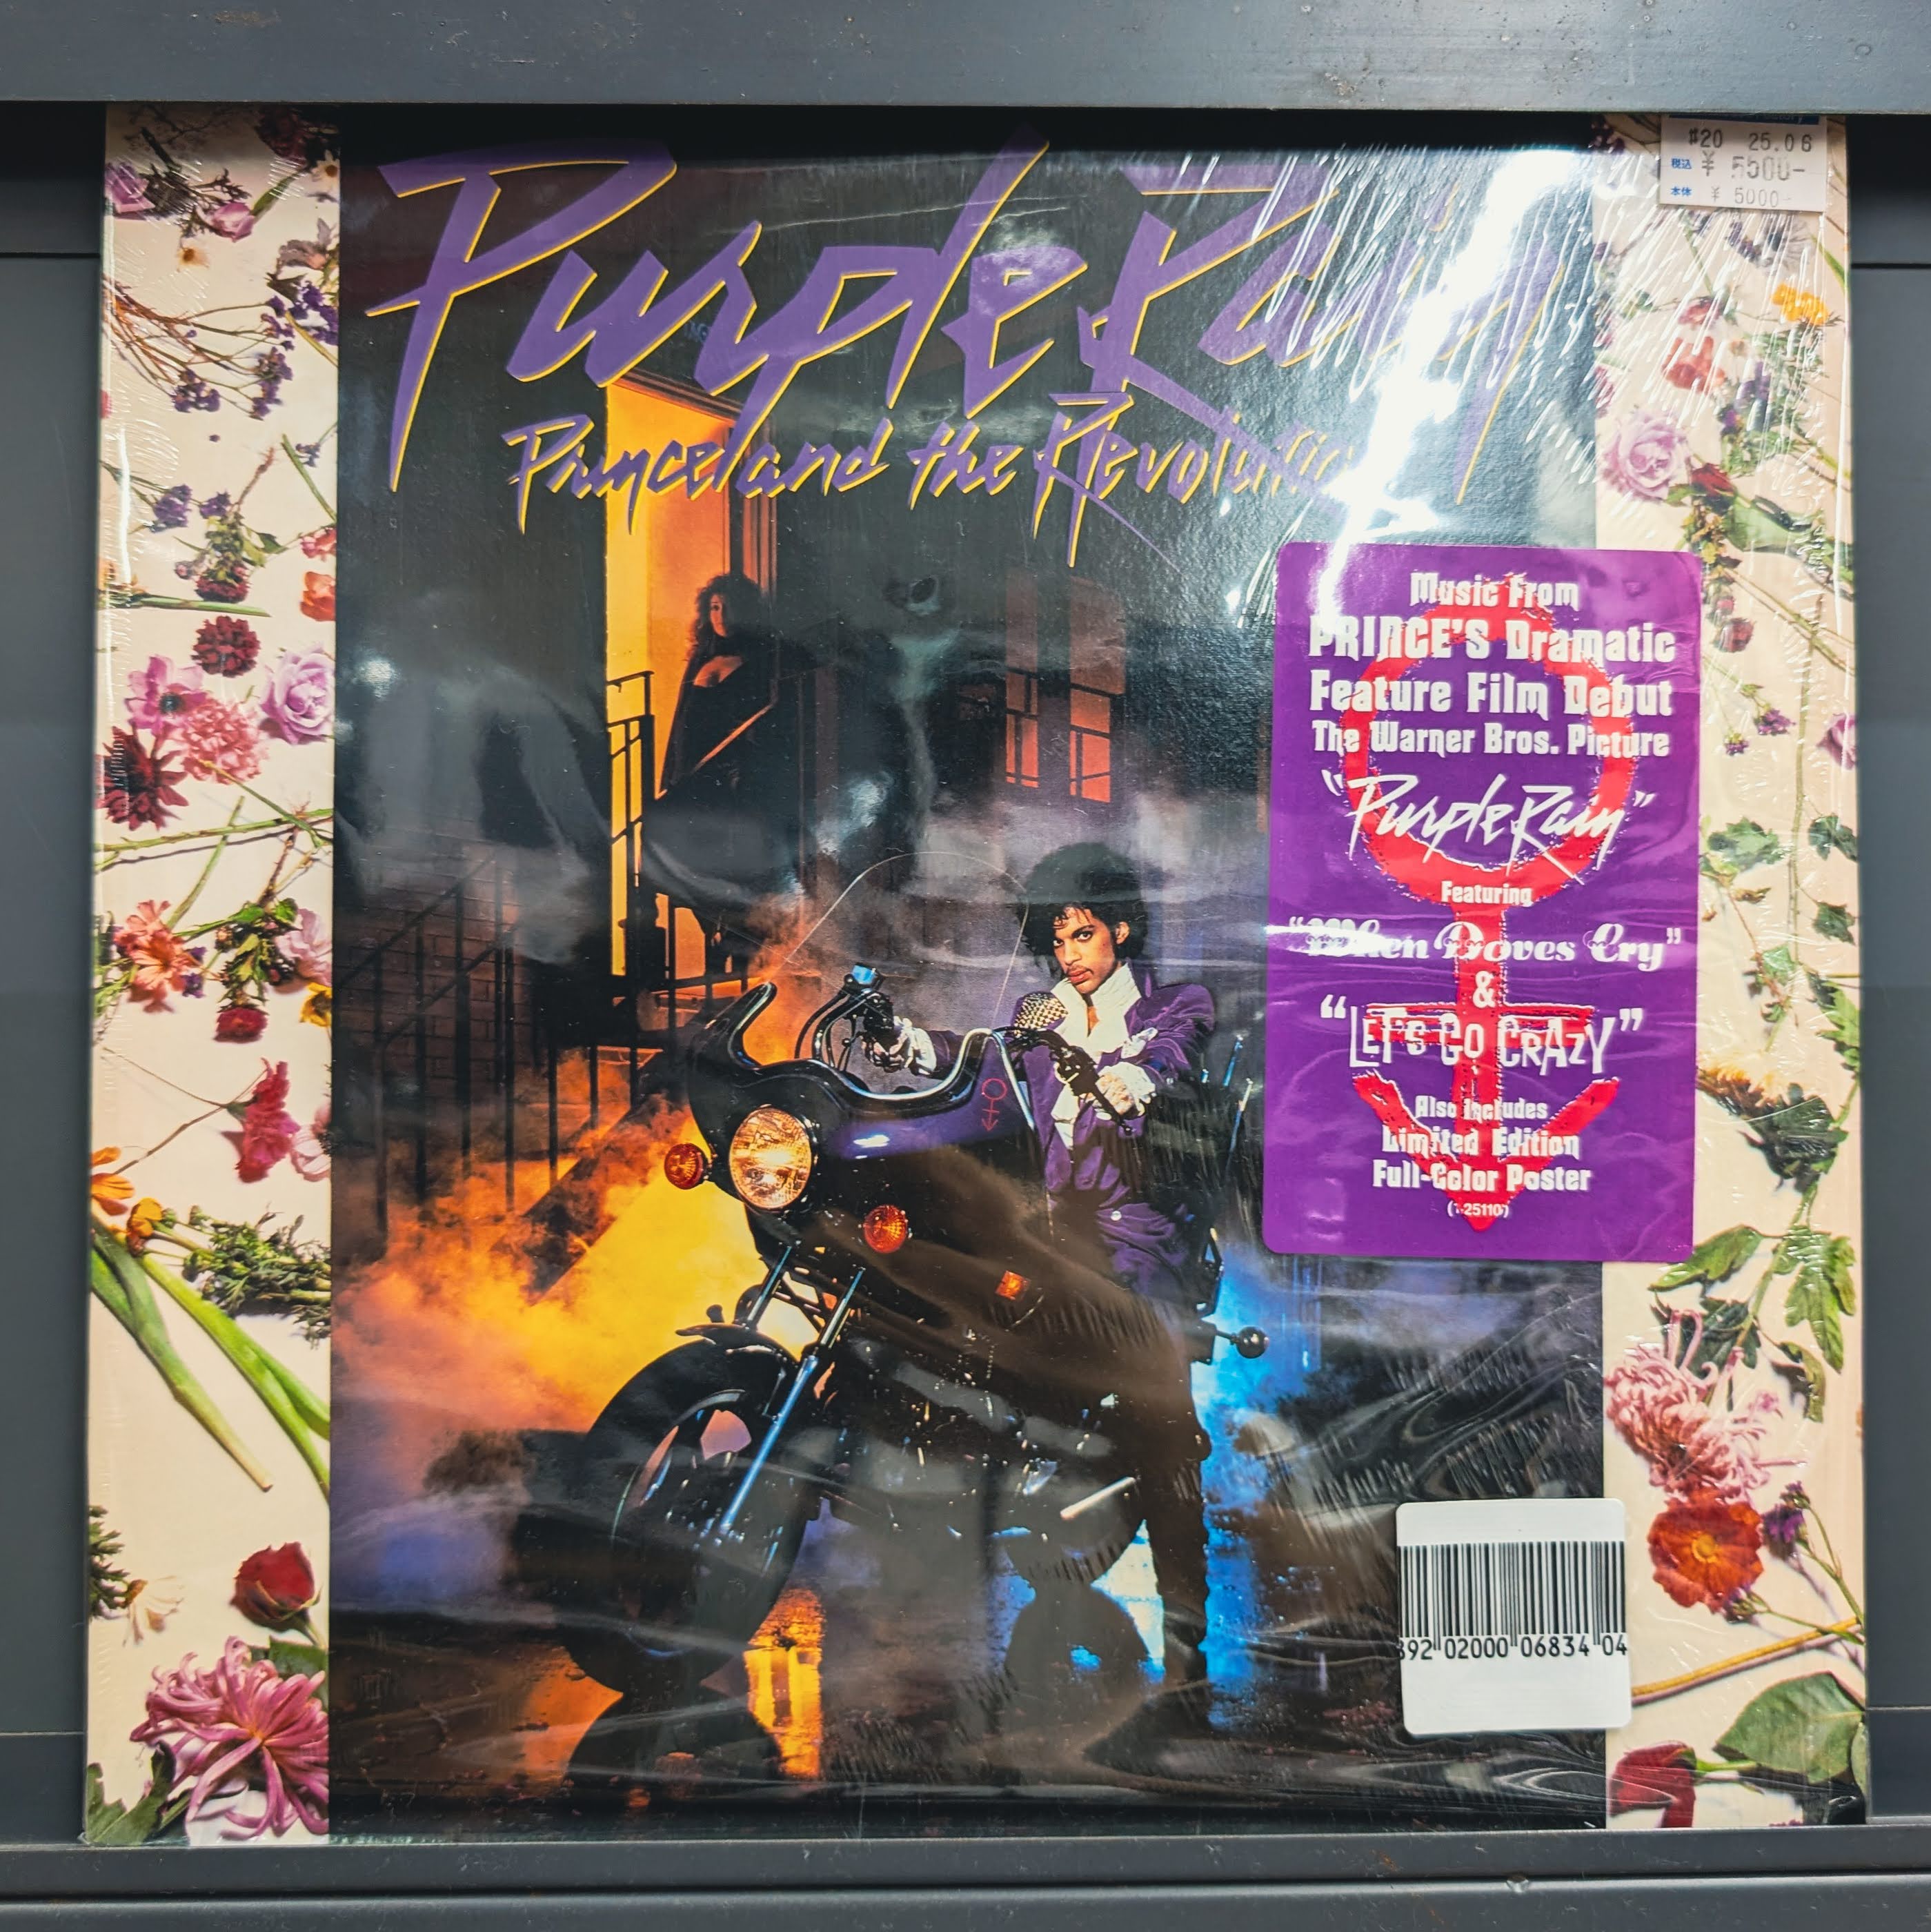 #20 25.06
税込 ¥ 5500-
本体 ¥ 5000-
Purple Rain
Prince and the Revolution
Music From
PRINCE'S Dramatic
Feature Film Debut
The Warner Bros. Picture
"Purple Rain"
Featuring
"When Doves Cry"
&
"LET'S GO CRAZY"
Also Includes
Limited Edition
Full-Color Poster
(1-25110)
392 02000 06834 04